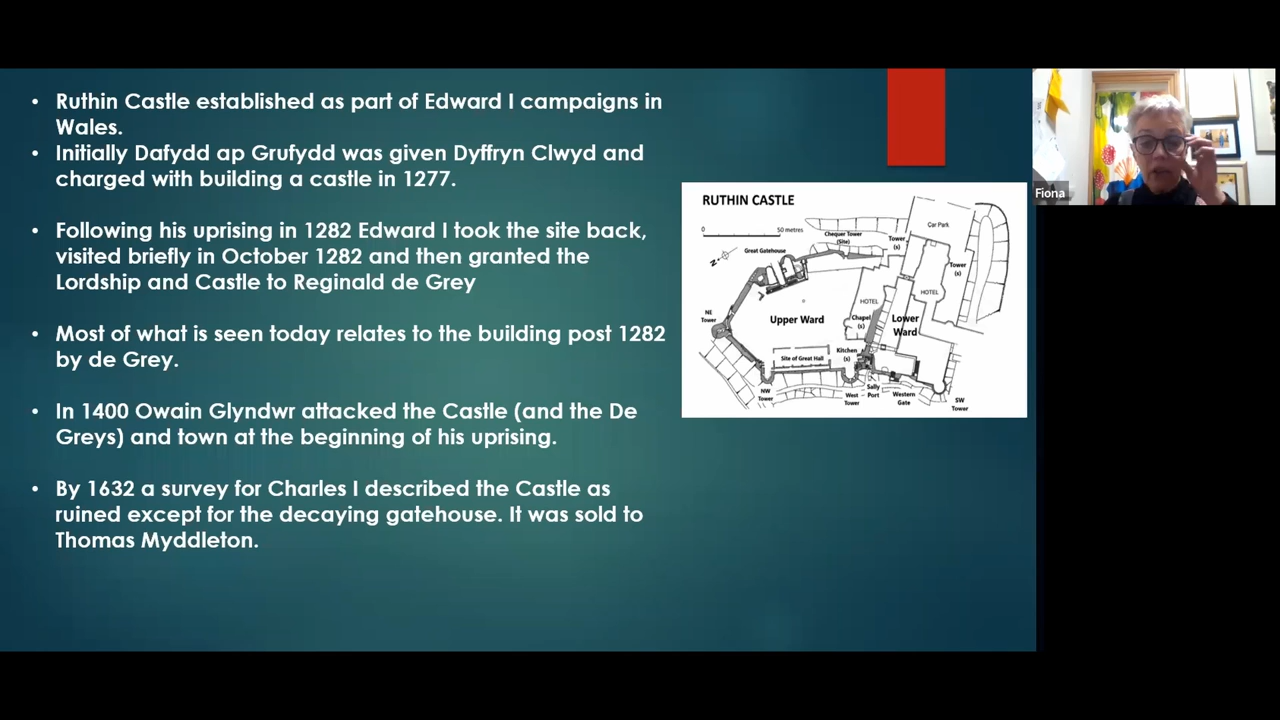 • Ruthin Castle established as part of Edward I campaigns in
Wales.
• Initially Dafydd ap Grufydd was given Dyffryn Clwyd and
charged with building a castle in 1277.
• Following his uprising in 1282 Edward I took the site back,
visited briefly in October 1282 and then granted the
Lordship and Castle to Reginald de Grey
• Most of what is seen today relates to the building post 1282
by de Grey.
• In 1400 Owain Glyndwr attacked the Castle (and the De
Greys) and town at the beginning of his uprising.
• By 1632 a survey for Charles I described the Castle as
ruined except for the decaying gatehouse. It was sold to
Thomas Myddleton.
RUTHIN CASTLE
0 50 metres
N
Car Park
Chequer Tower
(Site)
Tower
(s)
Great Gatehouse
Tower
(s)
HOTEL
HOTEL
NE
Tower
Upper Ward
Chapel
(s)
Lower
Ward
Kitchen
(s)
Site of Great Hall
NW
Tower
West
Tower
Sally
Port
Western
Gate
SW
Tower
Fiona